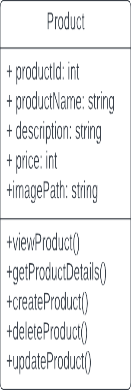 Product
+ productId: int
+ productName: string
+ description: string
+ price: int
+imagePath: string
+viewProduct()
+getProductDetails()
+createProduct()
+deleteProduct()
+updateProduct()